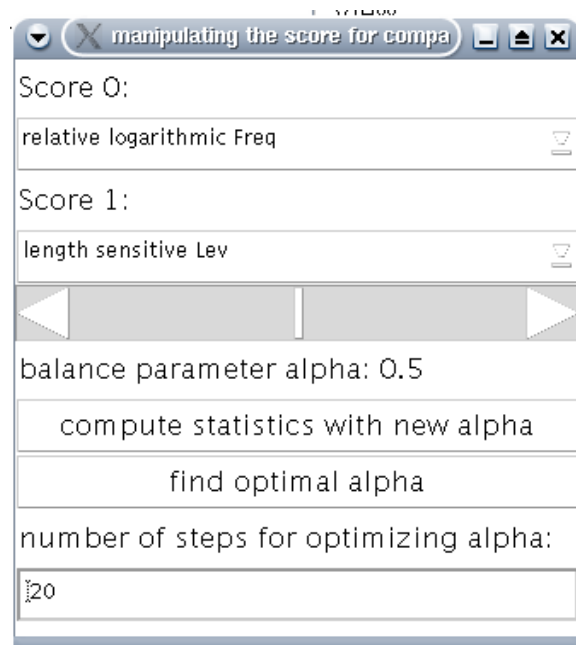 manipulating the score for compa
Score 0:
relative logarithmic Freq
Score 1:
length sensitive Lev
balance parameter alpha: 0.5
compute statistics with new alpha
find optimal alpha
number of steps for optimizing alpha:
20